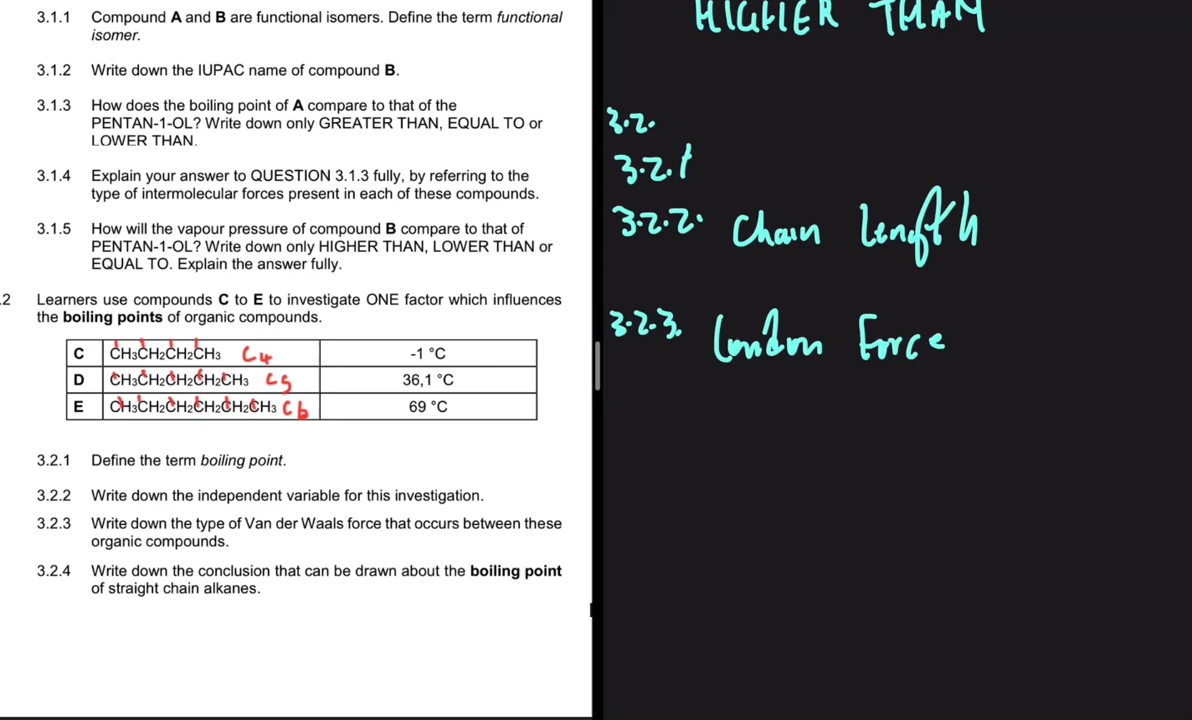 3.1.1 Compound A and B are functional isomers. Define the term functional
isomer.
3.1.2 Write down the IUPAC name of compound B.
3.1.3 How does the boiling point of A compare to that of the
PENTAN-1-OL? Write down only GREATER THAN, EQUAL TO or
LOWER THAN.
3.1.4 Explain your answer to QUESTION 3.1.3 fully, by referring to the
type of intermolecular forces present in each of these compounds.
3.1.5 How will the vapour pressure of compound B compare to that of
PENTAN-1-OL? Write down only HIGHER THAN, LOWER THAN or
EQUAL TO. Explain the answer fully.
.2 Learners use compounds C to E to investigate ONE factor which influences
the boiling points of organic compounds.
C CH3CH2CH2CH3 C4 -1 °C
D CH3CH2CH2CH2CH3 C5 36,1 °C
E CH3CH2CH2CH2CH2CH3 C6 69 °C
3.2.1 Define the term boiling point.
3.2.2 Write down the independent variable for this investigation.
3.2.3 Write down the type of Van der Waals force that occurs between these
organic compounds.
3.2.4 Write down the conclusion that can be drawn about the boiling point
of straight chain alkanes.
HIGHER THAN
3.2.
3.2.1
3.2.2. Chain Length
3.2.3. London Force